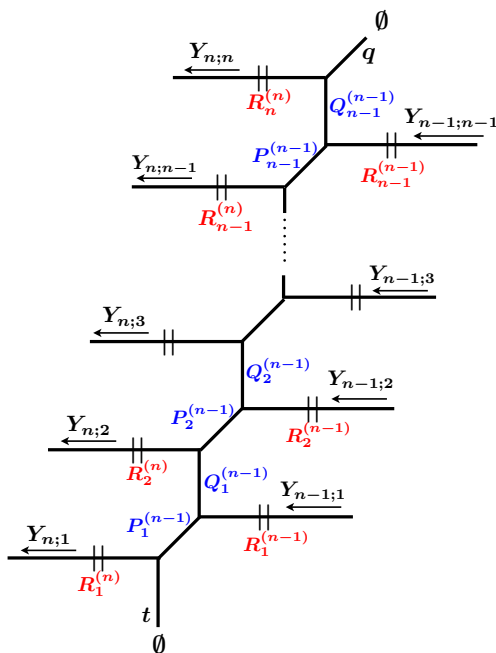 ∅
q
Y_{n;n}
R_n^{(n)}
Q_{n-1}^{(n-1)}
Y_{n-1;n-1}
P_{n-1}^{(n-1)}
Y_{n;n-1}
R_{n-1}^{(n-1)}
R_{n-1}^{(n)}
Y_{n-1;3}
Y_{n;3}
Q_2^{(n-1)}
Y_{n-1;2}
P_2^{(n-1)}
Y_{n;2}
R_2^{(n-1)}
R_2^{(n)}
Q_1^{(n-1)}
Y_{n-1;1}
P_1^{(n-1)}
Y_{n;1}
R_1^{(n-1)}
R_1^{(n)}
t
∅